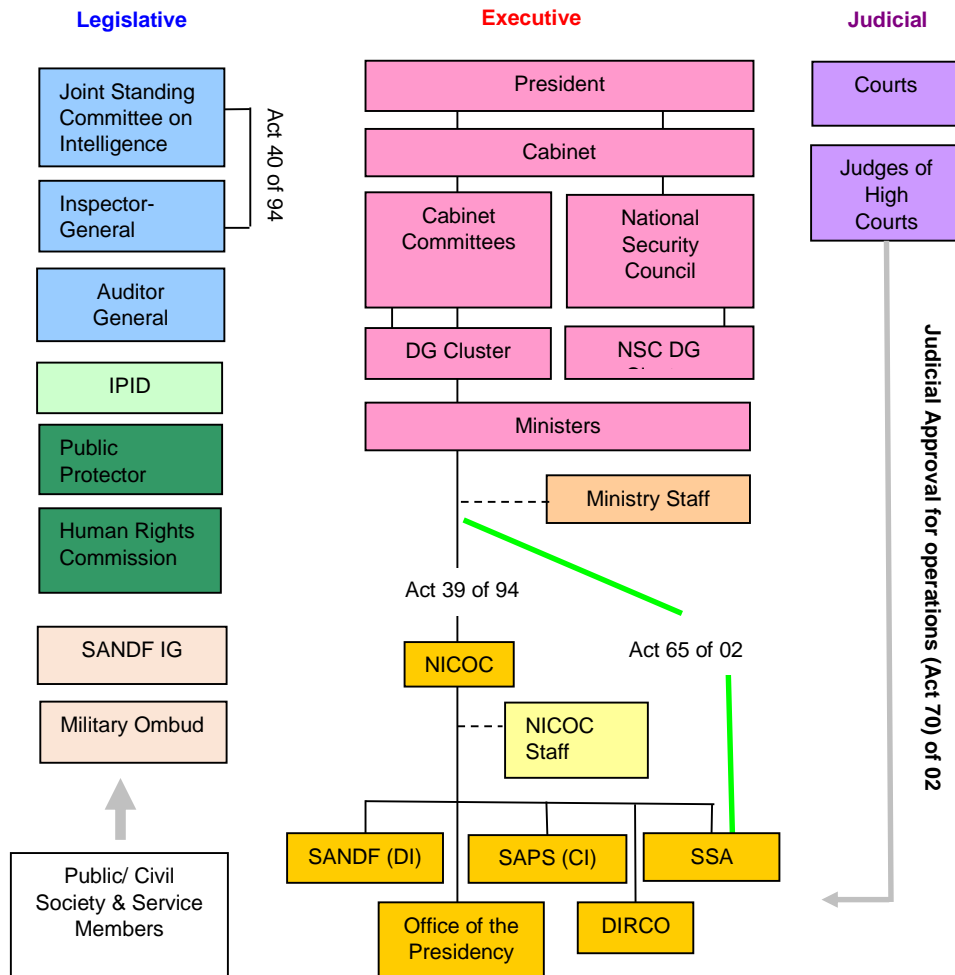 Legislative
Executive
Judicial
Joint Standing
Committee on
Intelligence
Inspector-
General
Act 40 of 94
Auditor
General
IPID
Public
Protector
Human Rights
Commission
SANDF IG
Military Ombud
Public/ Civil
Society & Service
Members
President
Cabinet
Cabinet
Committees
National
Security
Council
DG Cluster
NSC DG
Ministers
Ministry Staff
Act 39 of 94
Act 65 of 02
NICOC
NICOC
Staff
SANDF (DI)
SAPS (CI)
SSA
Office of the
Presidency
DIRCO
Courts
Judges of
High
Courts
Judicial Approval for operations (Act 70) of 02